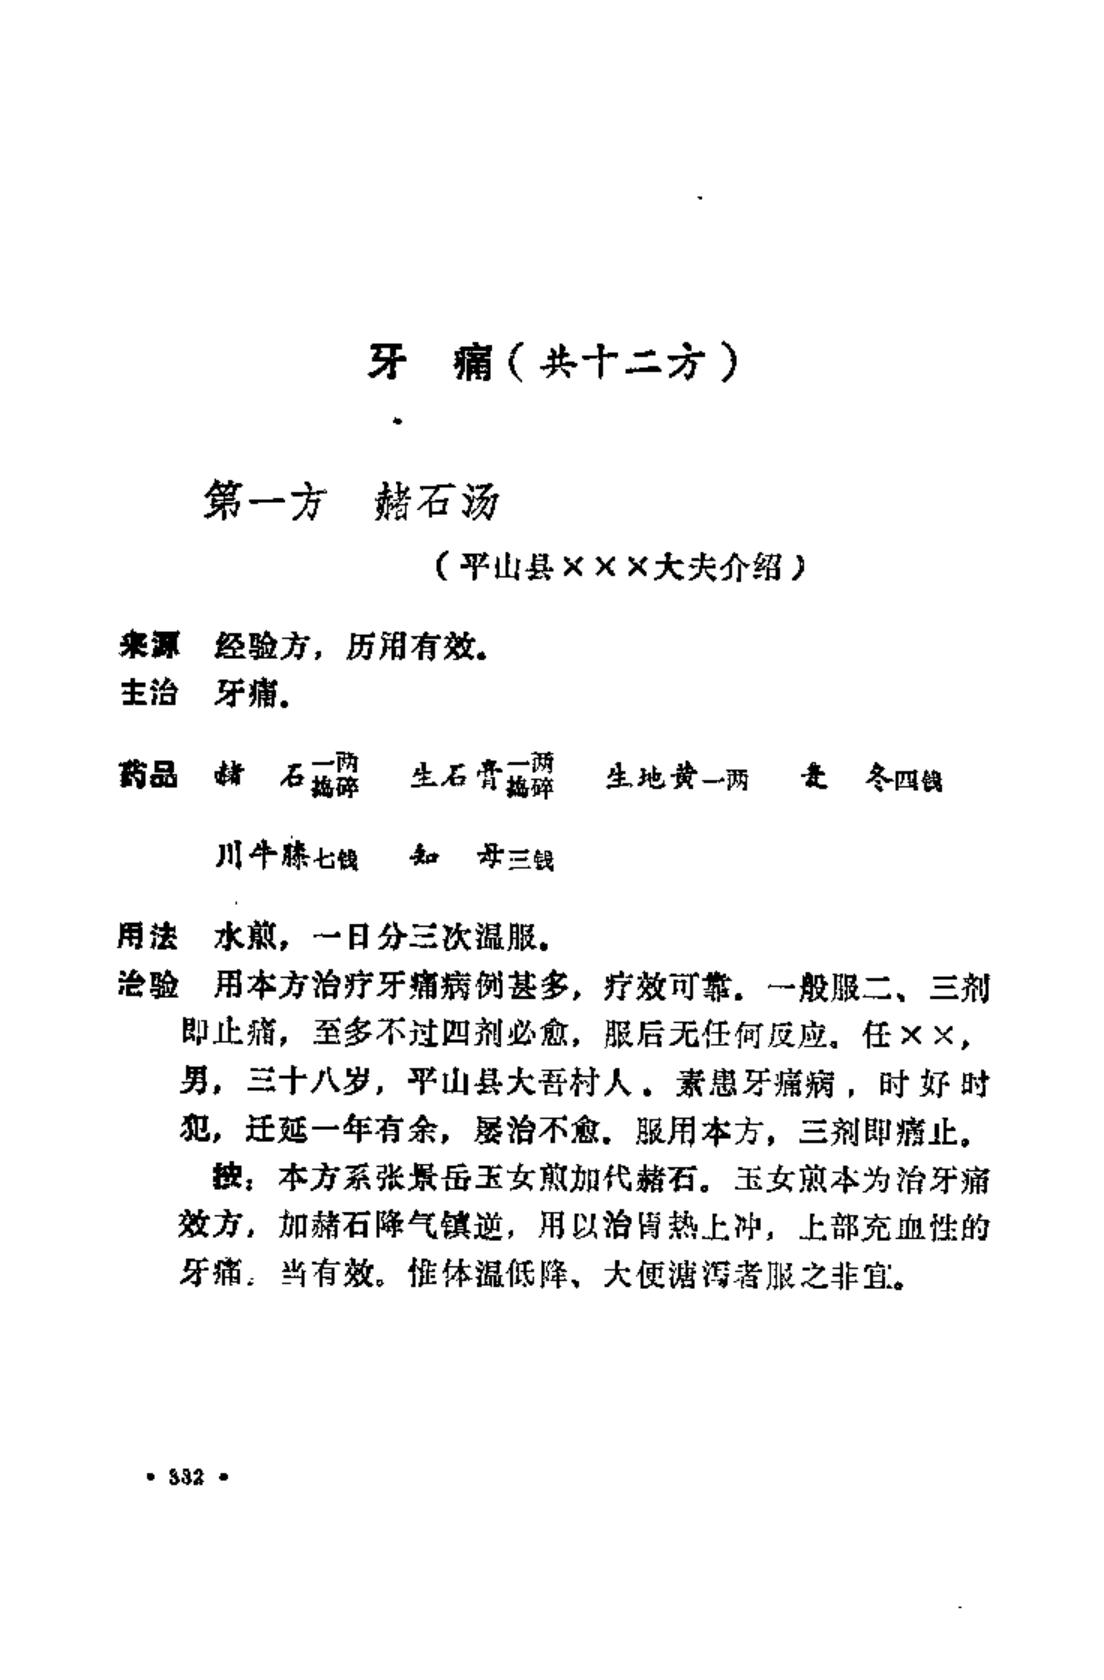 牙 痛（共十二方）
第一方 赭石汤
（平山县×××大夫介绍）
来源 经验方，历用有效。
主治 牙痛。
药品 赭 石一两捣碎 生石膏一两捣碎 生地黄一两 麦 冬四钱
川牛膝七钱 知 母三钱
用法 水煎，一日分三次温服。
治验 用本方治疗牙痛病例甚多，疗效可靠。一般服二、三剂
即止痛，至多不过四剂必愈，服后无任何反应。任××，
男，三十八岁，平山县大吾村人。素患牙痛病，时好时
犯，迁延一年有余，屡治不愈。服用本方，三剂即痛止。
按：本方系张景岳玉女煎加代赭石。玉女煎本为治牙痛
效方，加赭石降气镇逆，用以治胃热上冲，上部充血性的
牙痛，当有效。惟体温低降、大便溏泻者服之非宜。
• 332 •